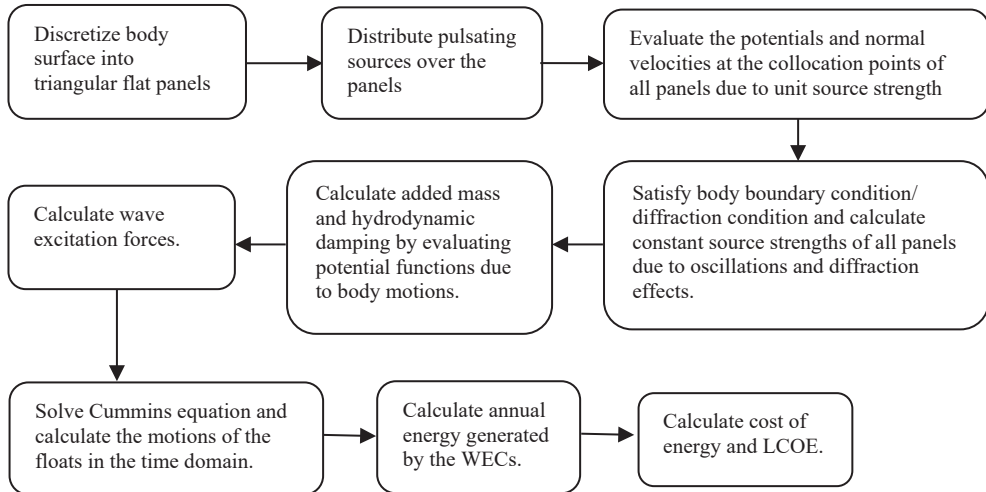 Discretize body
surface into
triangular flat panels
Distribute pulsating
sources over the
panels
Evaluate the potentials and normal
velocities at the collocation points of
all panels due to unit source strength
Satisfy body boundary condition/
diffraction condition and calculate
constant source strengths of all panels
due to oscillations and diffraction
effects.
Calculate added mass
and hydrodynamic
damping by evaluating
potential functions due
to body motions.
Calculate wave
excitation forces.
Solve Cummins equation and
calculate the motions of the
floats in the time domain.
Calculate annual
energy generated
by the WECs.
Calculate cost of
energy and LCOE.